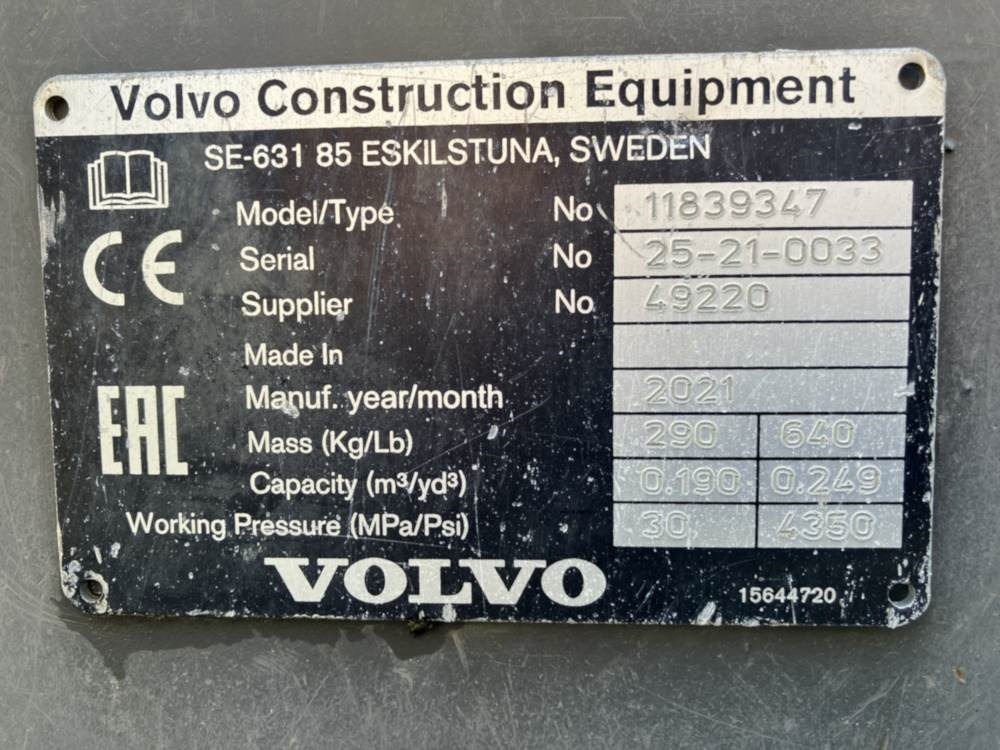 Volvo Construction Equipment
SE-631 85 ESKILSTUNA, SWEDEN
Model/Type No 11839347
Serial No 25-21-0033
Supplier No 49220
Made In
Manuf. year/month 2021
Mass (Kg/Lb) 290 640
Capacity (m³/yd³) 0.190 0.249
Working Pressure (MPa/Psi) 30 4350
CE
EAC
VOLVO
15644720